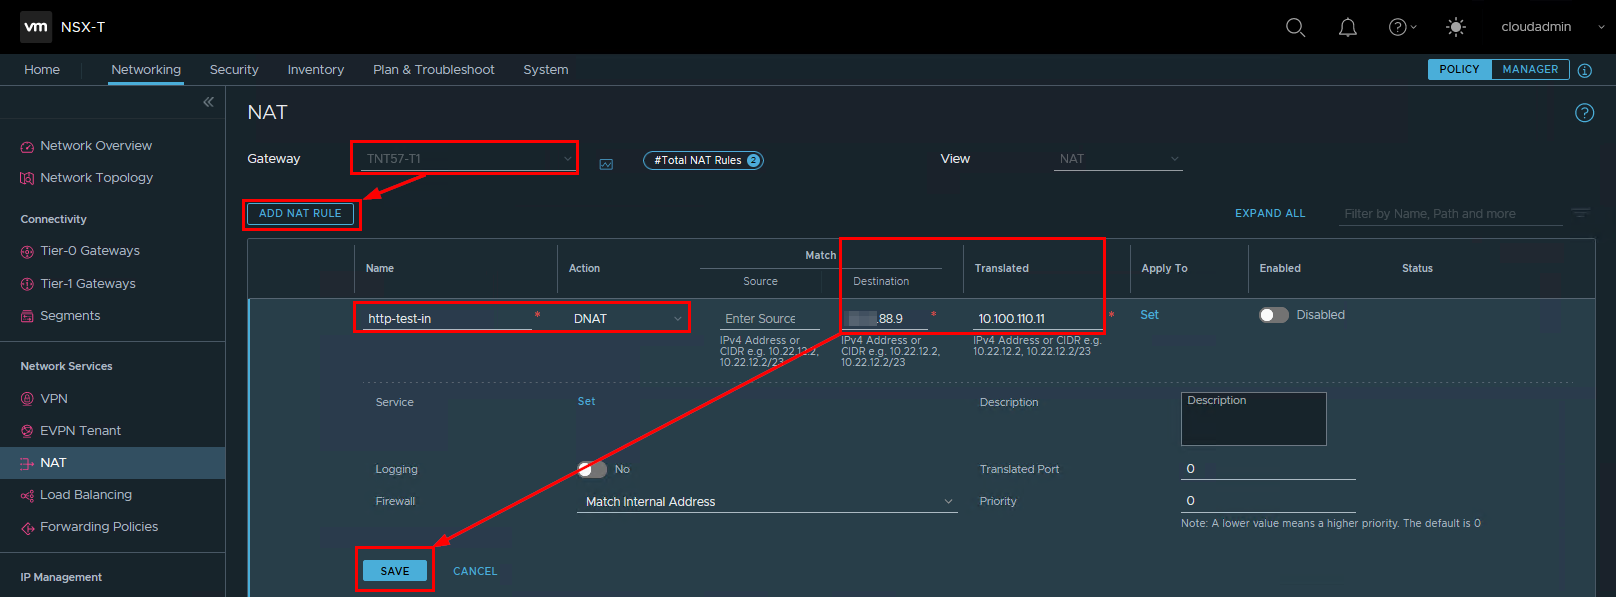 vm NSX-T cloudadmin
Home Networking Security Inventory Plan & Troubleshoot System POLICY MANAGER
NAT
Network Overview
Network Topology
Connectivity
Tier-0 Gateways
Tier-1 Gateways
Segments
Network Services
VPN
EVPN Tenant
NAT
Load Balancing
Forwarding Policies
IP Management
Gateway TNT57-T1 #Total NAT Rules 2 View NAT
ADD NAT RULE EXPAND ALL Filter by Name, Path and more
Name Action Match Translated Apply To Enabled Status
Source Destination
http-test-in * DNAT Enter Source .88.9 * 10.100.110.11 * Set Disabled
IPv4 Address or
CIDR e.g. 10.22.12.2,
10.22.12.2/23
IPv4 Address or
CIDR e.g. 10.22.12.2,
10.22.12.2/23
IPv4 Address or CIDR e.g.
10.22.12.2, 10.22.12.2/23
Service Set Description Description
Logging No Translated Port 0
Firewall Match Internal Address Priority 0
Note: A lower value means a higher priority. The default is 0
SAVE CANCEL